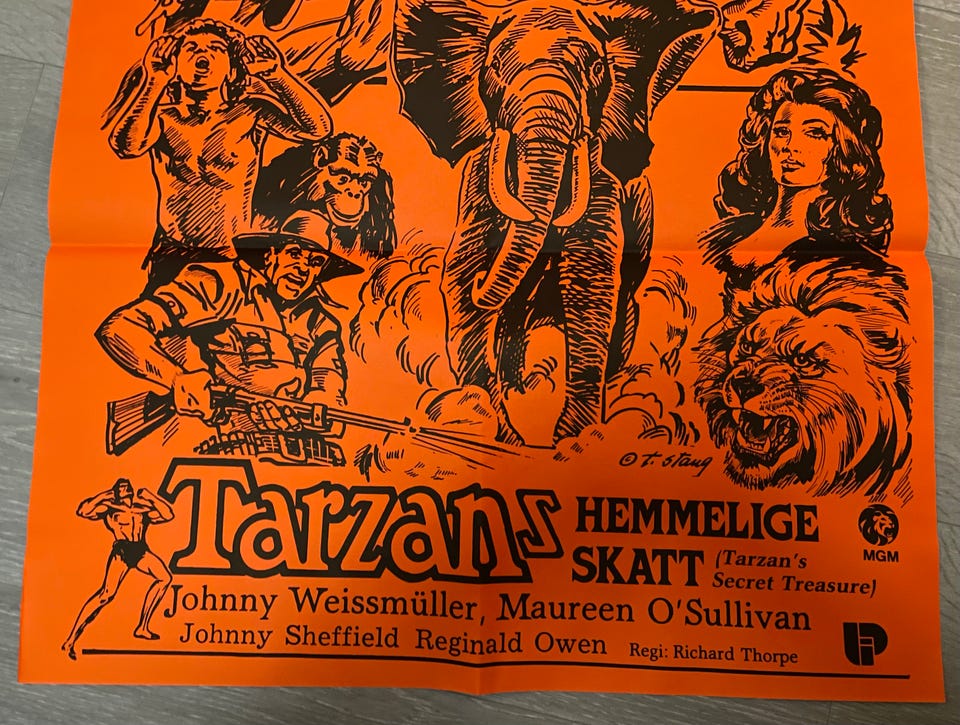 © T. Stang
Tarzans HEMMELIGE
SKATT (Tarzan's
Secret Treasure)
MGM
Johnny Weissmüller, Maureen O'Sullivan
Johnny Sheffield Reginald Owen Regi: Richard Thorpe